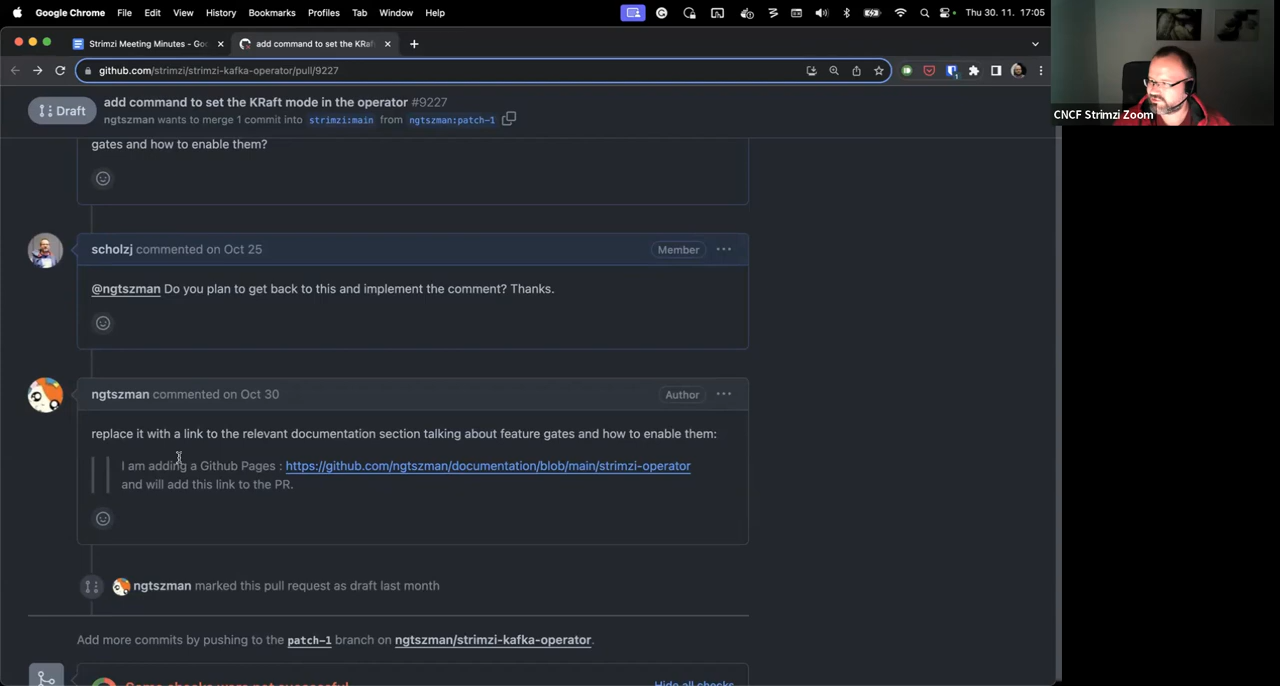 Google Chrome File Edit View History Bookmarks Profiles Tab Window Help Thu 30. 11. 17:05
Strimzi Meeting Minutes - Goo
add command to set the KRaf
github.com/strimzi/strimzi-kafka-operator/pull/9227
CNCF Strimzi Zoom
Draft
add command to set the KRaft mode in the operator #9227
ngtszman wants to merge 1 commit into strimzi:main from ngtszman:patch-1
gates and how to enable them?
scholzj commented on Oct 25
Member
@ngtszman Do you plan to get back to this and implement the comment? Thanks.
ngtszman commented on Oct 30
Author
replace it with a link to the relevant documentation section talking about feature gates and how to enable them:
I am adding a Github Pages : https://github.com/ngtszman/documentation/blob/main/strimzi-operator
and will add this link to the PR.
ngtszman marked this pull request as draft last month
Add more commits by pushing to the patch-1 branch on ngtszman/strimzi-kafka-operator.
Some checks were not successful
Hide all checks